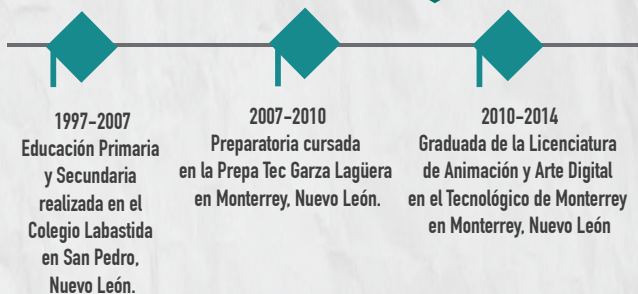 1997-2007
Educación Primaria
y Secundaria
realizada en el
Colegio Labastida
en San Pedro,
Nuevo León.
2007-2010
Preparatoria cursada
en la Prepa Tec Garza Lagüera
en Monterrey, Nuevo León.
2010-2014
Graduada de la Licenciatura
de Animación y Arte Digital
en el Tecnológico de Monterrey
en Monterrey, Nuevo León